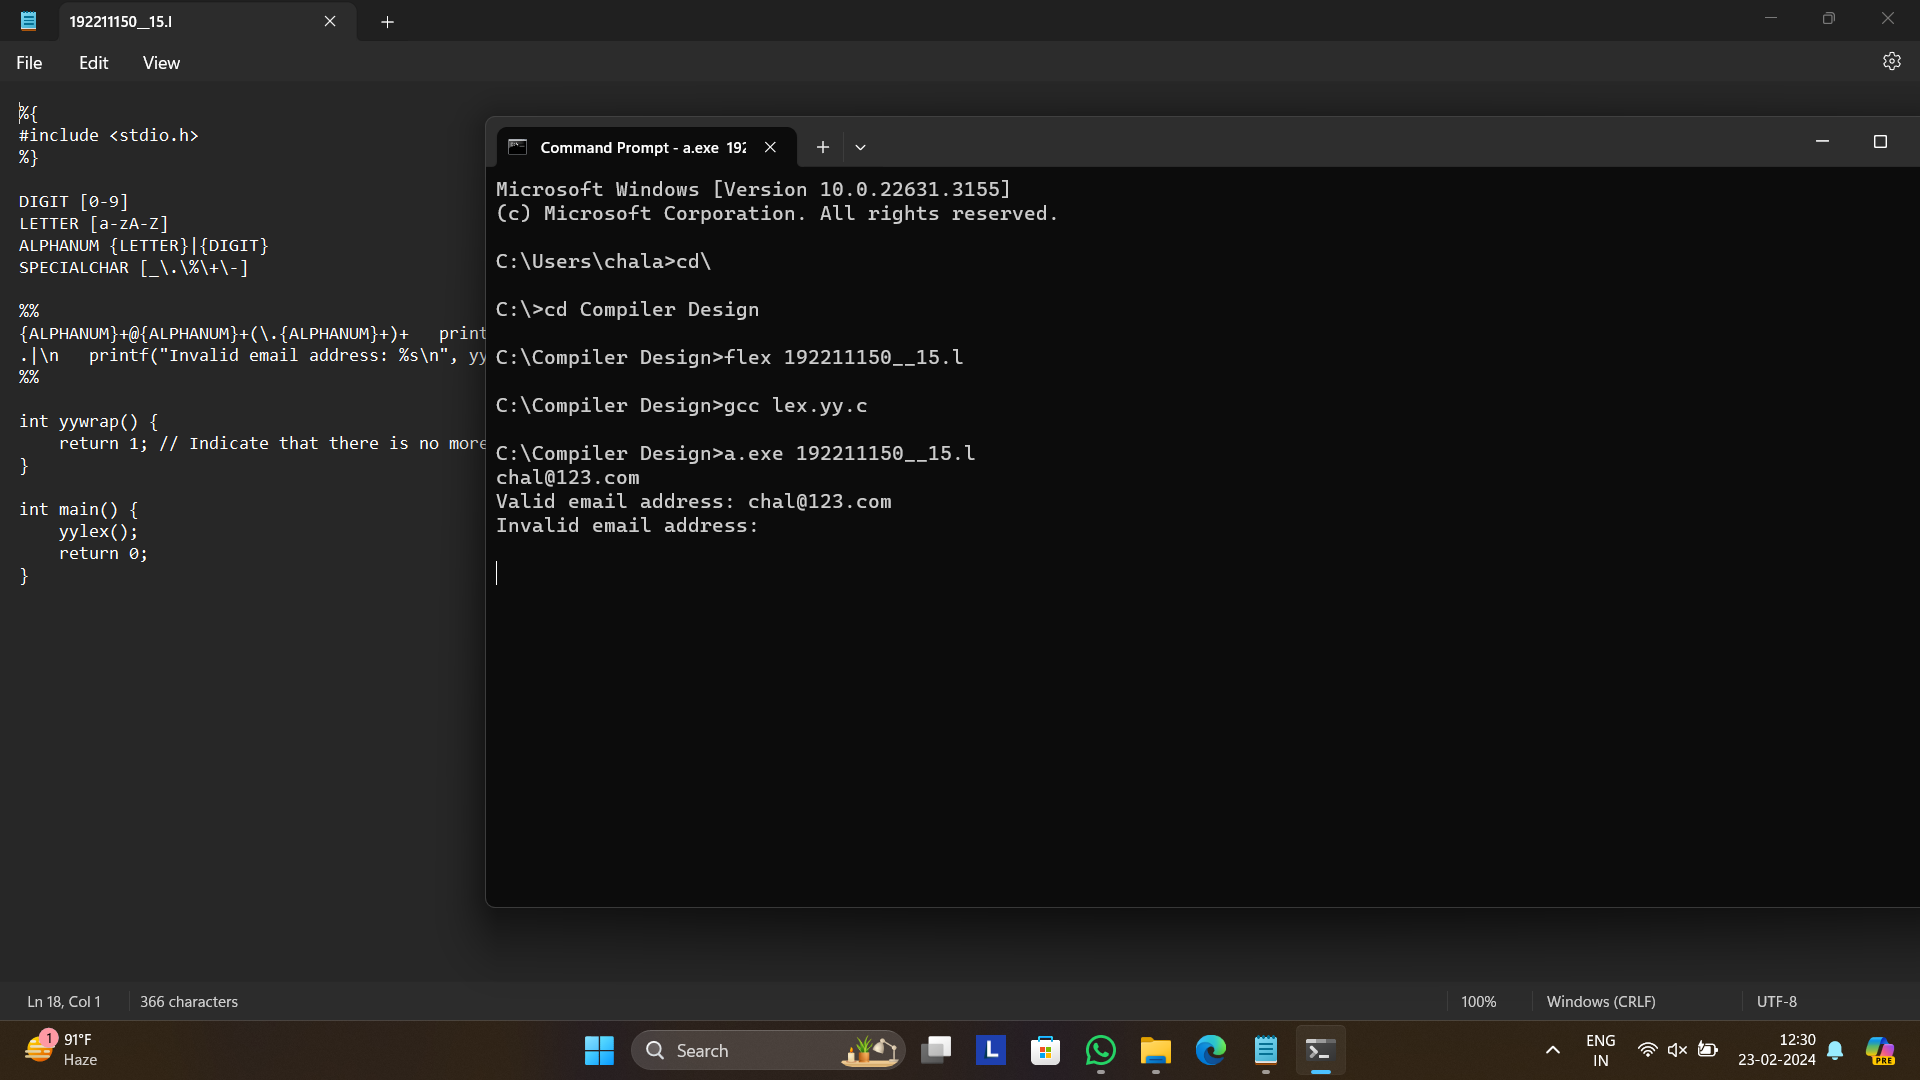 192211150__15.l
File Edit View
%{
#include <stdio.h>
%}
DIGIT [0-9]
LETTER [a-zA-Z]
ALPHANUM {LETTER}|{DIGIT}
SPECIALCHAR [_\.\%\+\-]
%%
{ALPHANUM}+@{ALPHANUM}+(\.{ALPHANUM}+)+   print
.|\n   printf("Invalid email address: %s\n", yy
%%
int yywrap() {
    return 1; // Indicate that there is no more
}
int main() {
    yylex();
    return 0;
}
Command Prompt - a.exe 192
Microsoft Windows [Version 10.0.22631.3155]
(c) Microsoft Corporation. All rights reserved.
C:\Users\chala>cd\
C:\>cd Compiler Design
C:\Compiler Design>flex 192211150__15.l
C:\Compiler Design>gcc lex.yy.c
C:\Compiler Design>a.exe 192211150__15.l
chal@123.com
Valid email address: chal@123.com
Invalid email address:
Ln 18, Col 1 366 characters 100% Windows (CRLF) UTF-8
1
91°F
Haze
Search
L
PRE
ENG
IN
12:30
23-02-2024